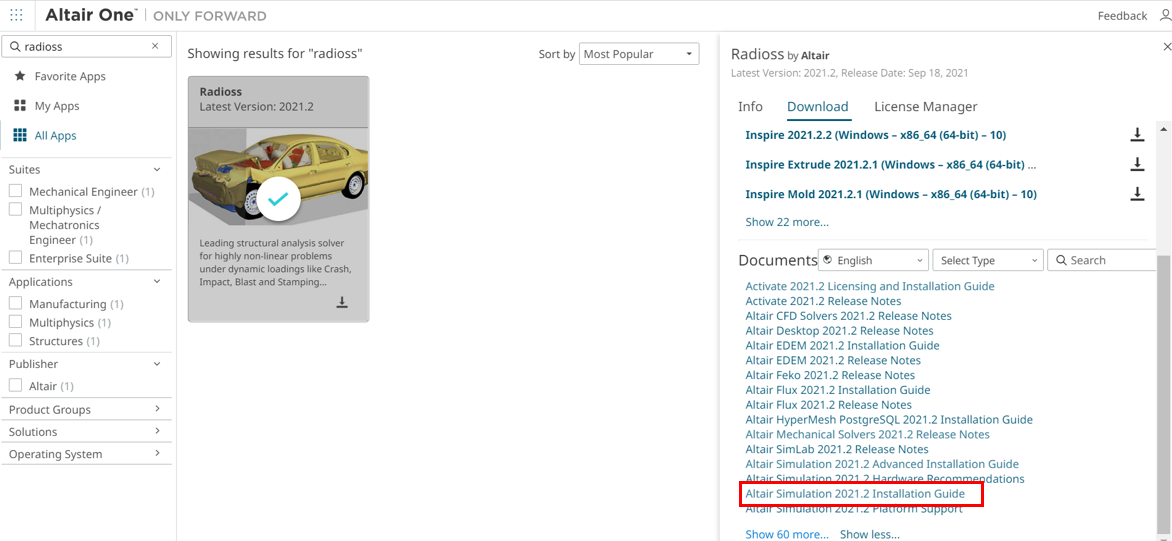 Altair One™ | ONLY FORWARD
Feedback
radioss
Favorite Apps
My Apps
All Apps
Suites
Mechanical Engineer (1)
Multiphysics /
Mechatronics
Engineer (1)
Enterprise Suite (1)
Applications
Manufacturing (1)
Multiphysics (1)
Structures (1)
Publisher
Altair (1)
Product Groups
Solutions
Operating System
Showing results for "radioss"
Sort by Most Popular
Radioss
Latest Version: 2021.2
Leading structural analysis solver
for highly non-linear problems
under dynamic loadings like Crash,
Impact, Blast and Stamping...
Radioss by Altair
Latest Version: 2021.2, Release Date: Sep 18, 2021
Info Download License Manager
Inspire 2021.2.2 (Windows – x86_64 (64-bit) – 10)
Inspire Extrude 2021.2.1 (Windows – x86_64 (64-bit) ...
Inspire Mold 2021.2.1 (Windows – x86_64 (64-bit) – 10)
Show 22 more...
Documents English Select Type Search
Activate 2021.2 Licensing and Installation Guide
Activate 2021.2 Release Notes
Altair CFD Solvers 2021.2 Release Notes
Altair Desktop 2021.2 Release Notes
Altair EDEM 2021.2 Installation Guide
Altair EDEM 2021.2 Release Notes
Altair Feko 2021.2 Release Notes
Altair Flux 2021.2 Installation Guide
Altair Flux 2021.2 Release Notes
Altair HyperMesh PostgreSQL 2021.2 Installation Guide
Altair Mechanical Solvers 2021.2 Release Notes
Altair SimLab 2021.2 Release Notes
Altair Simulation 2021.2 Advanced Installation Guide
Altair Simulation 2021.2 Hardware Recommendations
Altair Simulation 2021.2 Installation Guide
Altair Simulation 2021.2 Platform Support
Show 60 more... Show less...